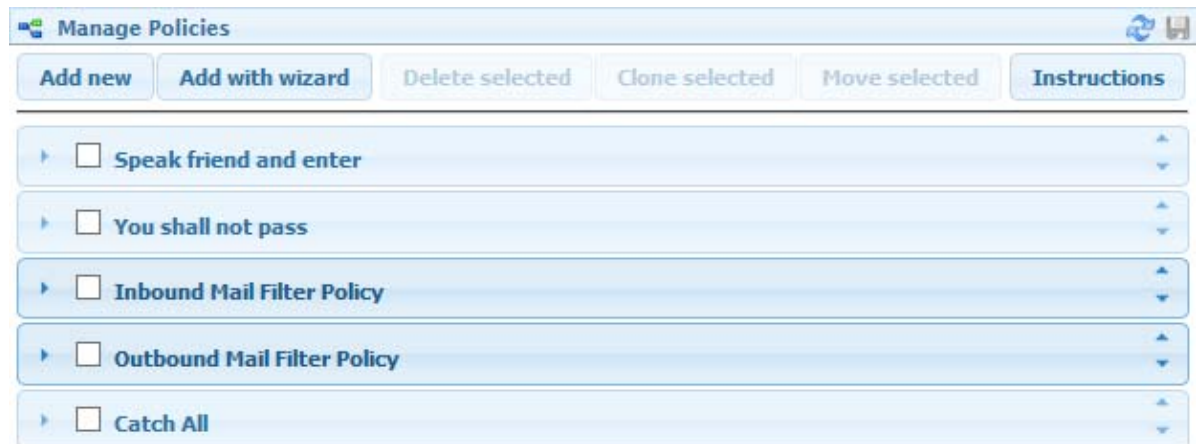 Manage Policies
Add new Add with wizard Delete selected Clone selected Move selected Instructions
Speak friend and enter
You shall not pass
Inbound Mail Filter Policy
Outbound Mail Filter Policy
Catch All